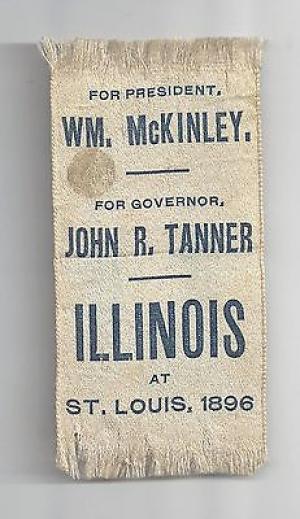 FOR PRESIDENT,
WM. McKINLEY.
FOR GOVERNOR,
JOHN R. TANNER
ILLINOIS
AT
ST. LOUIS, 1896